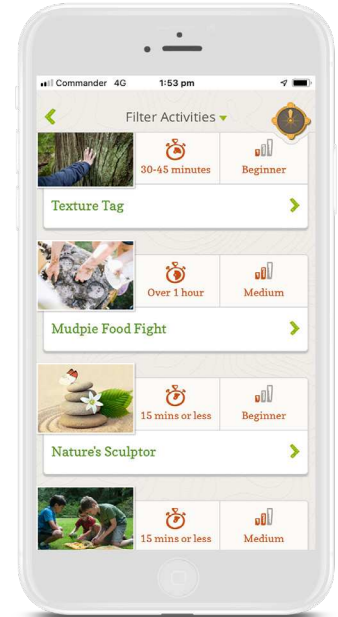 Commander 4G 1:53 pm
Filter Activities
30-45 minutes Beginner
Texture Tag
Over 1 hour Medium
Mudpie Food Fight
15 mins or less Beginner
Nature's Sculptor
15 mins or less Medium